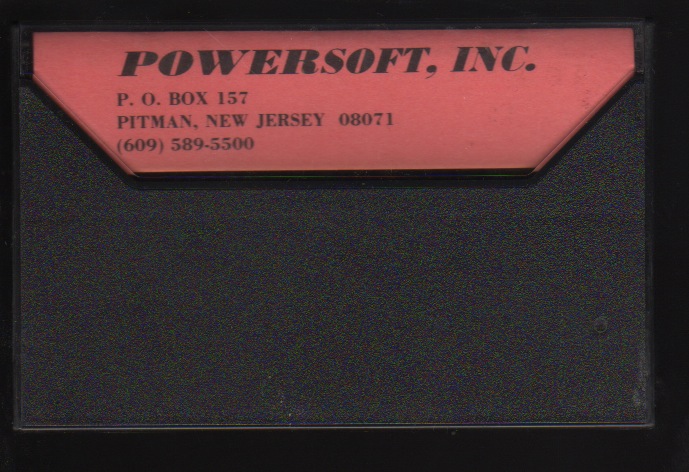 POWERSOFT, INC.
P. O. BOX 157
PITMAN, NEW JERSEY 08071
(609) 589-5500